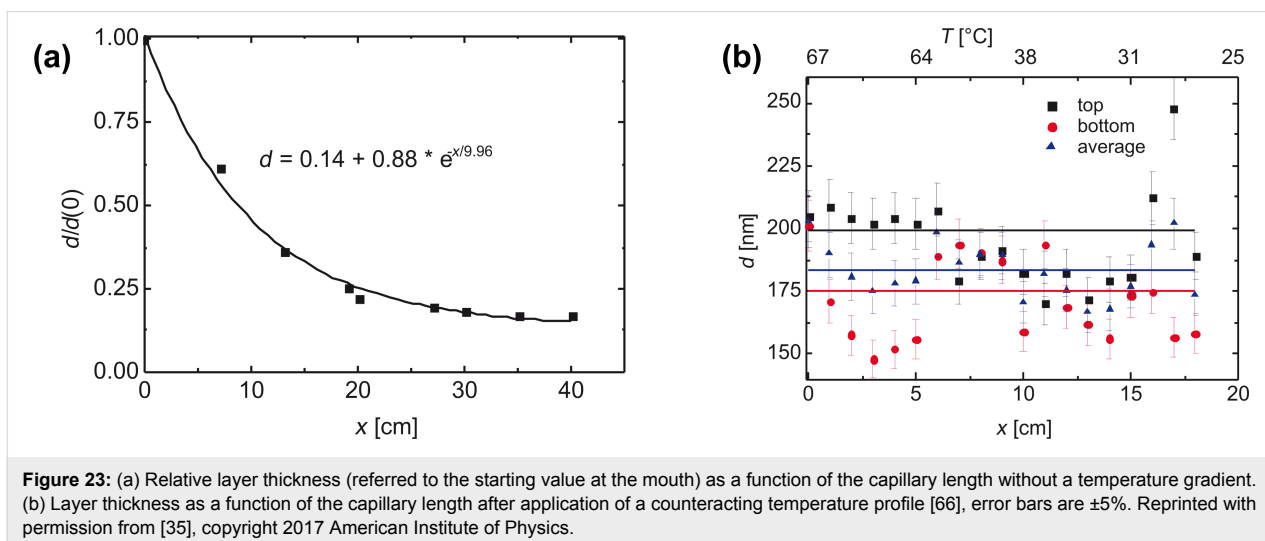 (a)
1.00
0.75
0.50
0.25
0.00
d/d(0)
d = 0.14 + 0.88 * e^-x/9.96
0 10 20 30 40
x [cm]
(b)
T [°C]
67 64 38 31 25
250
225
200
175
150
d [nm]
top
bottom
average
0 5 10 15 20
x [cm]
Figure 23: (a) Relative layer thickness (referred to the starting value at the mouth) as a function of the capillary length without a temperature gradient.
(b) Layer thickness as a function of the capillary length after application of a counteracting temperature profile [66], error bars are ±5%. Reprinted with
permission from [35], copyright 2017 American Institute of Physics.